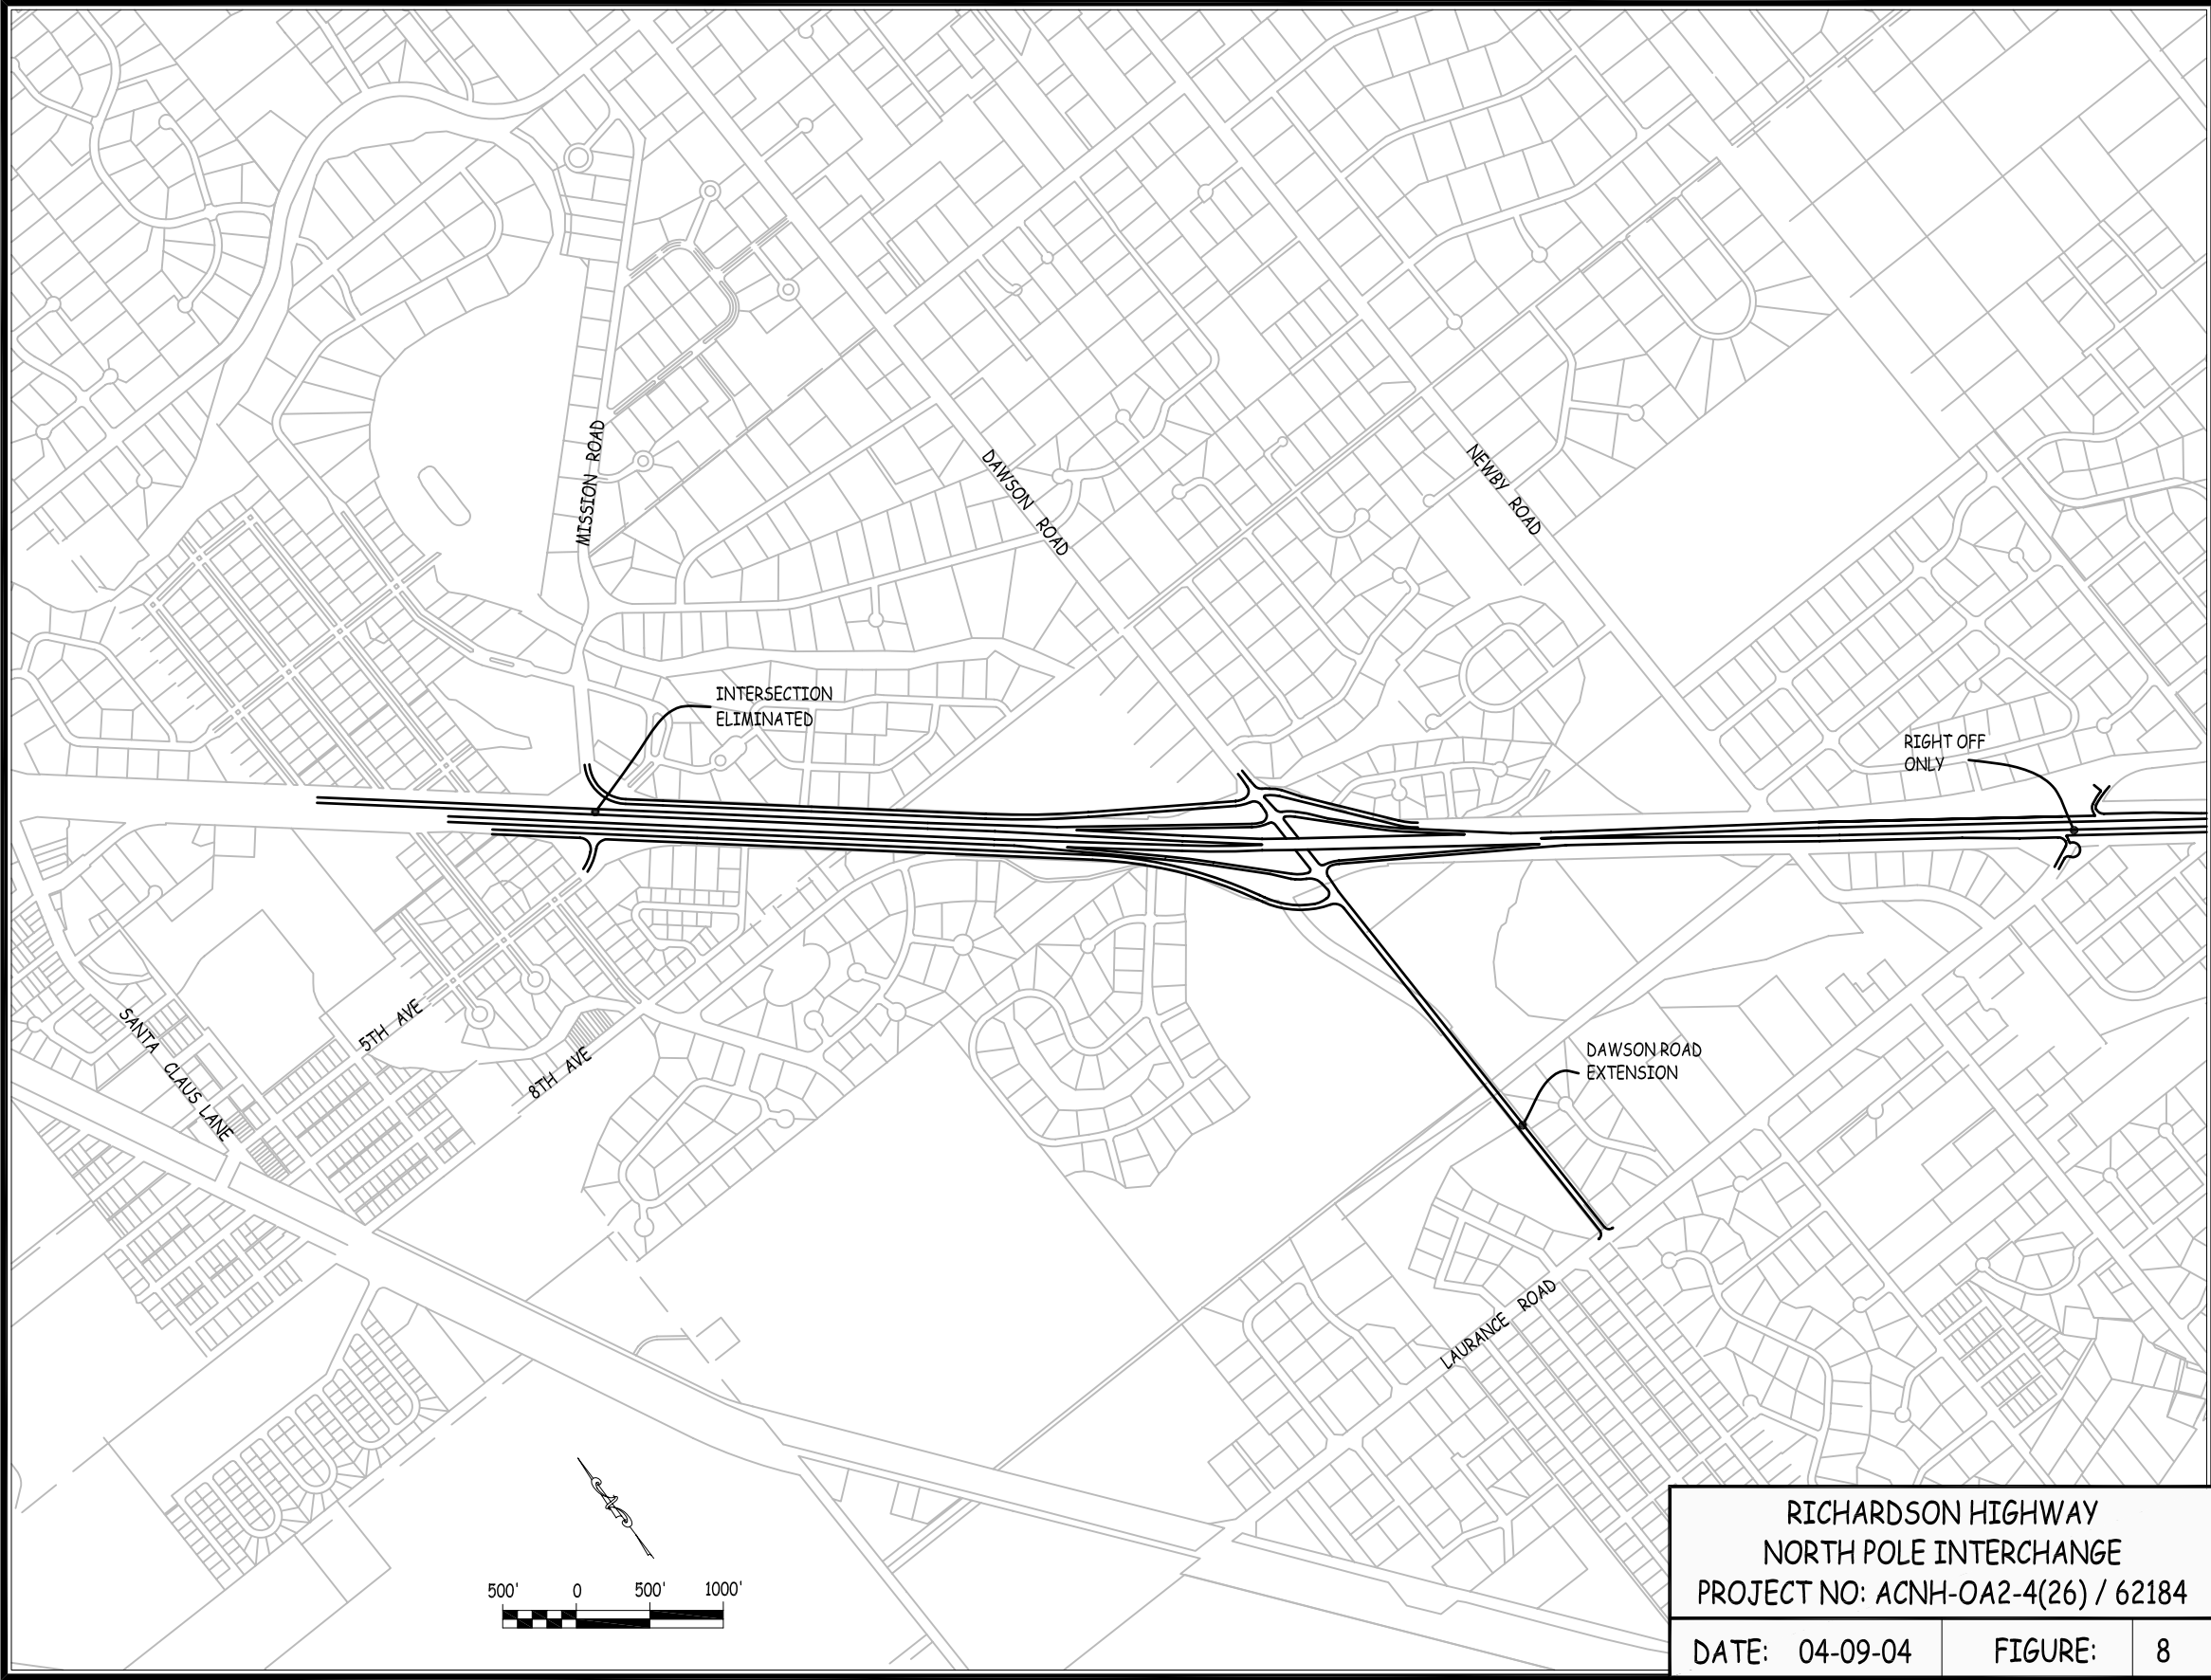 MISSION ROAD
DAWSON ROAD
NEWBY ROAD
INTERSECTION
ELIMINATED
RIGHT OFF
ONLY
SANTA CLAUS LANE
5TH AVE
8TH AVE
DAWSON ROAD
EXTENSION
LAURANCE ROAD
500' 0 500' 1000'
RICHARDSON HIGHWAY
NORTH POLE INTERCHANGE
PROJECT NO: ACNH-OA2-4(26) / 62184
DATE: 04-09-04 FIGURE: 8